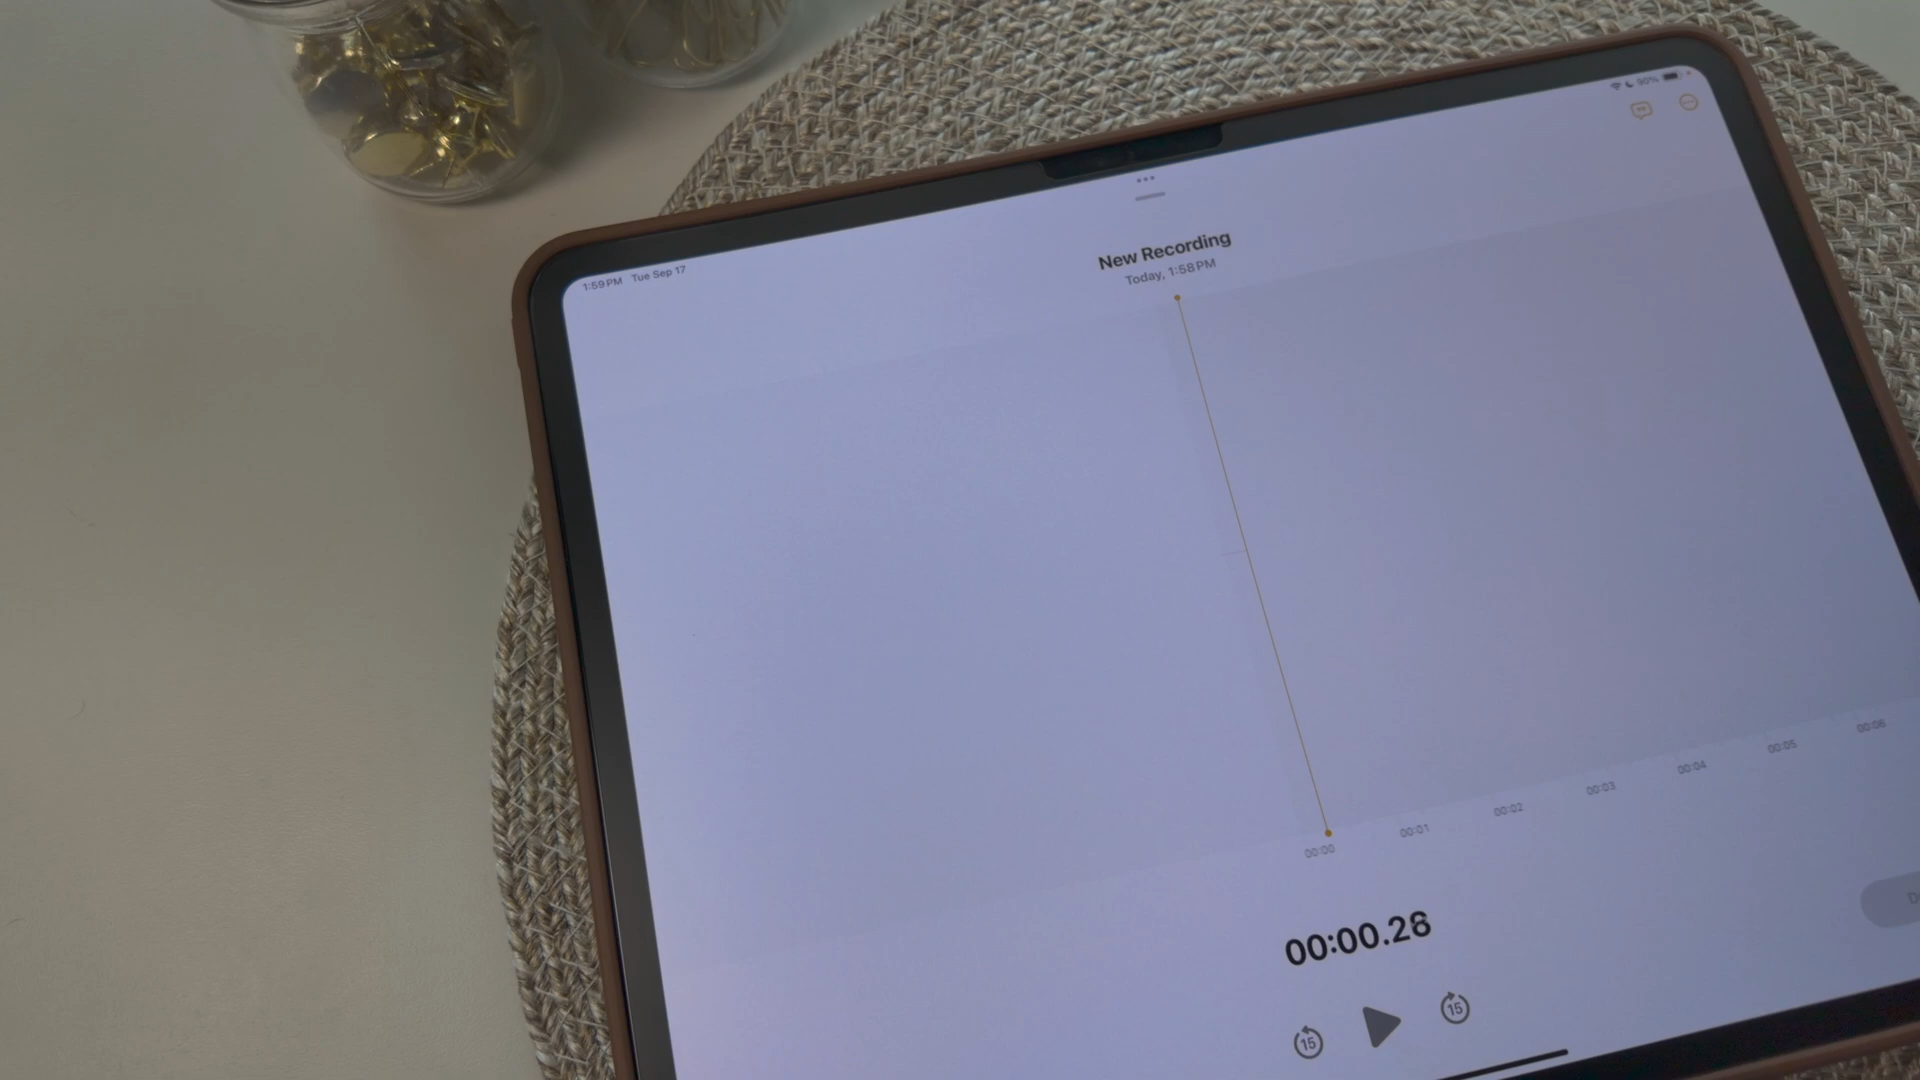 1:59 PM Tue Sep 17
90%
New Recording
Today, 1:58 PM
00:00 00:01 00:02 00:03 00:04 00:05 00:06
00:00.28
15 15